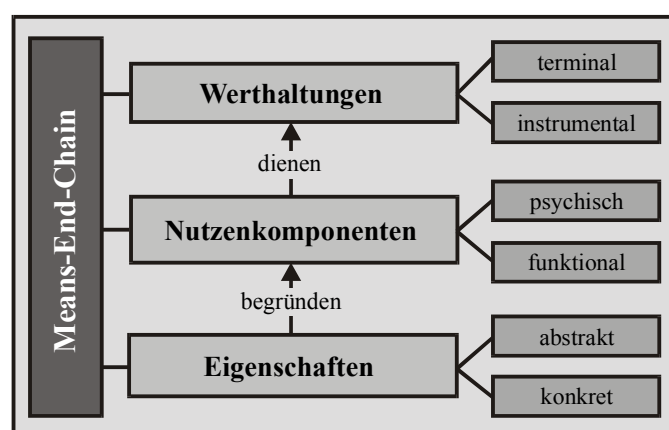 Means-End-Chain
Werthaltungen
terminal
instrumental
dienen
Nutzenkomponenten
psychisch
funktional
begründen
Eigenschaften
abstrakt
konkret